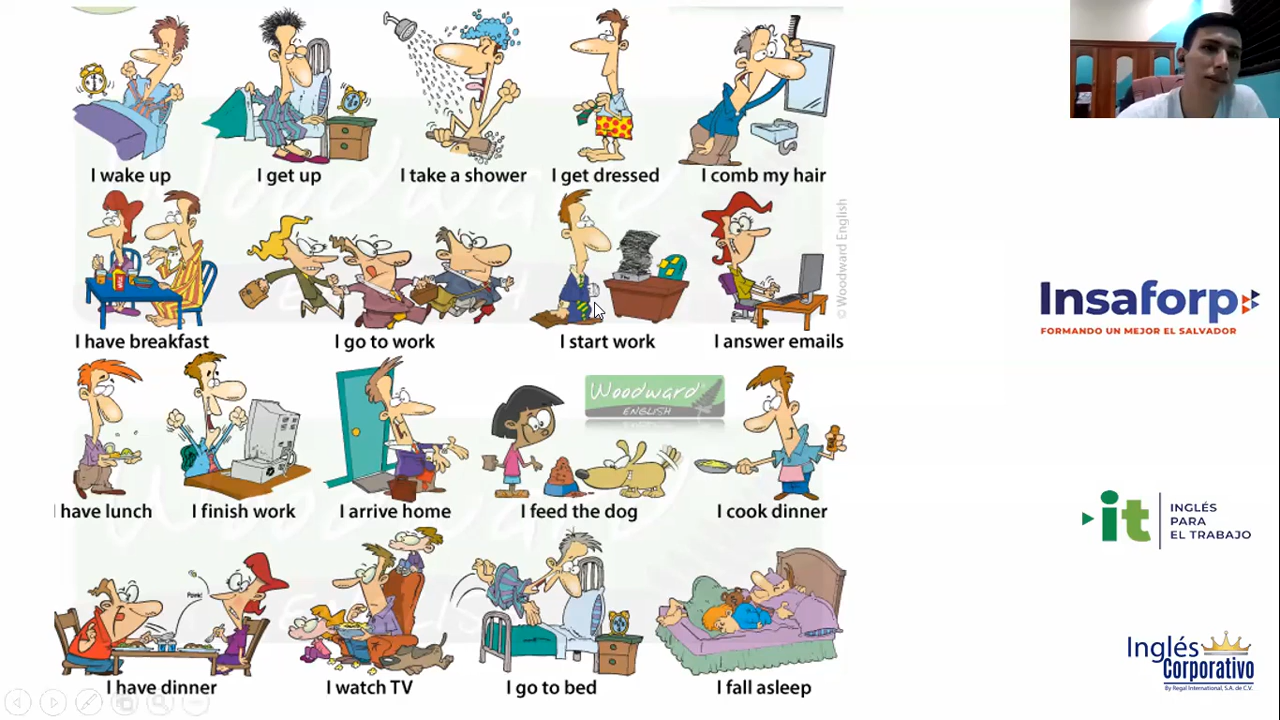 I wake up
I get up
I take a shower
I get dressed
I comb my hair
I have breakfast
I go to work
I start work
I answer emails
© Woodward English
I have lunch
I finish work
I arrive home
I feed the dog
Woodward
ENGLISH
I cook dinner
I have dinner
I watch TV
I go to bed
I fall asleep
Insaforp
FORMANDO UN MEJOR EL SALVADOR
it
INGLÉS
PARA
EL TRABAJO
Inglés
Corporativo
By Regal International, S.A. de C.V.